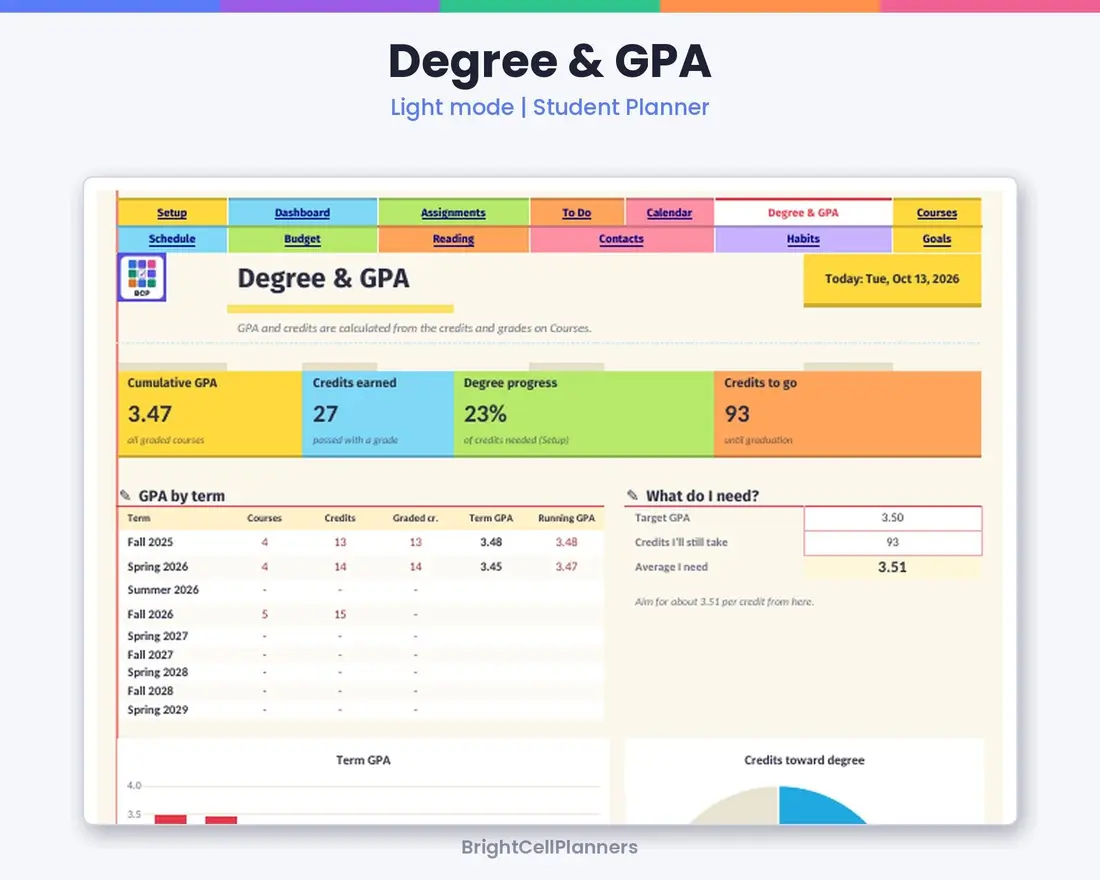 Degree & GPA
Light mode | Student Planner
Setup Dashboard Assignments To Do Calendar Degree & GPA Courses
Schedule Budget Reading Contacts Habits Goals
BCP
Degree & GPA
Today: Tue, Oct 13, 2026
GPA and credits are calculated from the credits and grades on Courses.
Cumulative GPA Credits earned Degree progress Credits to go
3.47 27 23% 93
all graded courses passed with a grade of credits needed (Setup) until graduation
✎ GPA by term
Term Courses Credits Graded cr. Term GPA Running GPA
Fall 2025 4 13 13 3.48 3.48
Spring 2026 4 14 14 3.45 3.47
Summer 2026 - - -
Fall 2026 5 15 -
Spring 2027 - - -
Fall 2027 - - -
Spring 2028 - - -
Fall 2028 - - -
Spring 2029 - - -
✎ What do I need?
Target GPA 3.50
Credits I'll still take 93
Average I need 3.51
Aim for about 3.51 per credit from here.
Term GPA
4.0
3.5
Credits toward degree
BrightCellPlanners